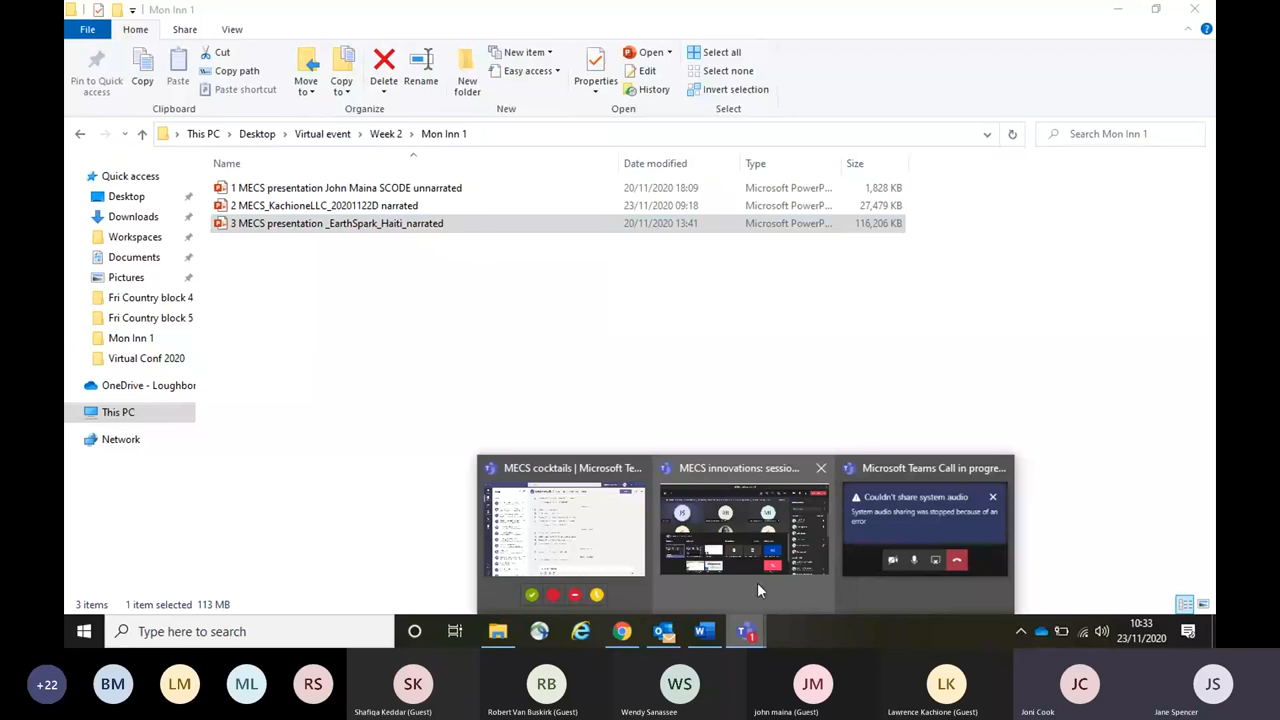 Mon Inn 1
File Home Share View
Pin to Quick access
Copy
Paste
Cut
Copy path
Paste shortcut
Clipboard
Move to
Copy to
Delete
Rename
Organize
New folder
New item
Easy access
New
Properties
Open
Edit
History
Open
Select all
Select none
Invert selection
Select
This PC > Desktop > Virtual event > Week 2 > Mon Inn 1
Search Mon Inn 1
Name Date modified Type Size
1 MECS presentation John Maina SCODE unnarrated 20/11/2020 18:09 Microsoft PowerP... 1,828 KB
2 MECS_KachioneLLC_20201122D narrated 23/11/2020 09:18 Microsoft PowerP... 27,479 KB
3 MECS presentation _EarthSpark_Haiti_narrated 20/11/2020 13:41 Microsoft PowerP... 116,206 KB
Quick access
Desktop
Downloads
Workspaces
Documents
Pictures
Fri Country block 4
Fri Country block 5
Mon Inn 1
Virtual Conf 2020
OneDrive - Loughbor
This PC
Network
MECS cocktails | Microsoft Te...
MECS innovations: sessio...
Microsoft Teams Call in progre...
Couldn't share system audio
System audio sharing was stopped because of an
error
3 items 1 item selected 113 MB
Type here to search
10:33
23/11/2020
+22 BM LM ML RS SK RB WS JM LK JC JS
Shafiqa Keddar (Guest) Robert Van Buskirk (Guest) Wendy Sanassee john maina (Guest) Lawrence Kachione (Guest) Joni Cook Jane Spencer